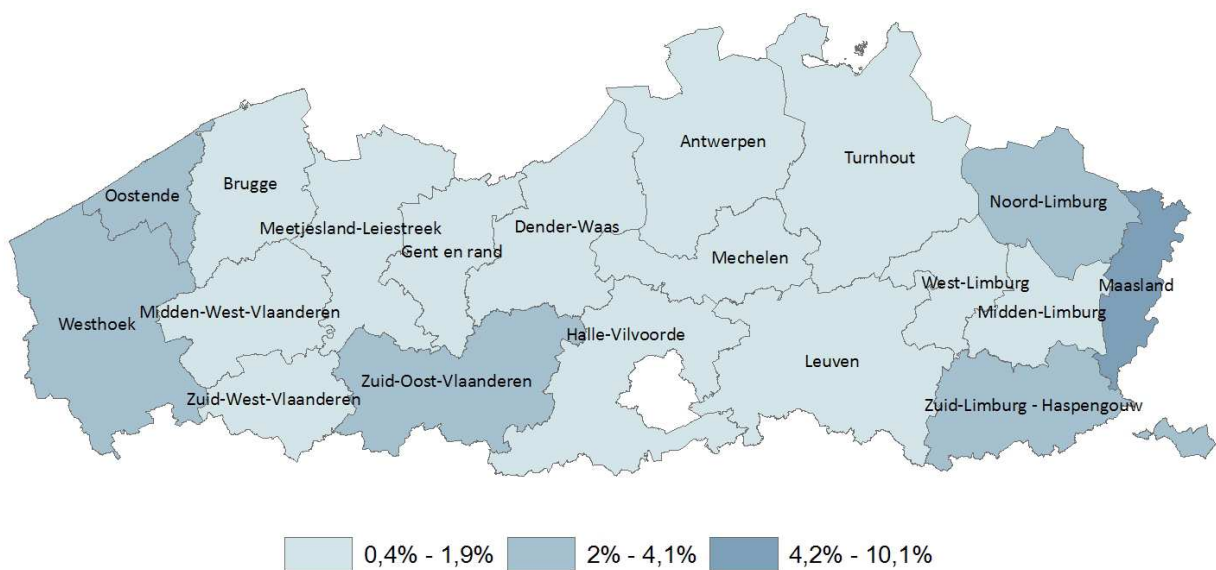 Antwerpen
Turnhout
Brugge
Oostende
Noord-Limburg
Meetjesland-Leiestreek
Dender-Waas
Gent en rand
Mechelen
West-Limburg
Maasland
Midden-West-Vlaanderen
Midden-Limburg
Westhoek
Halle-Vilvoorde
Leuven
Zuid-Oost-Vlaanderen
Zuid-West-Vlaanderen
Zuid-Limburg - Haspengouw
0,4% - 1,9%
2% - 4,1%
4,2% - 10,1%